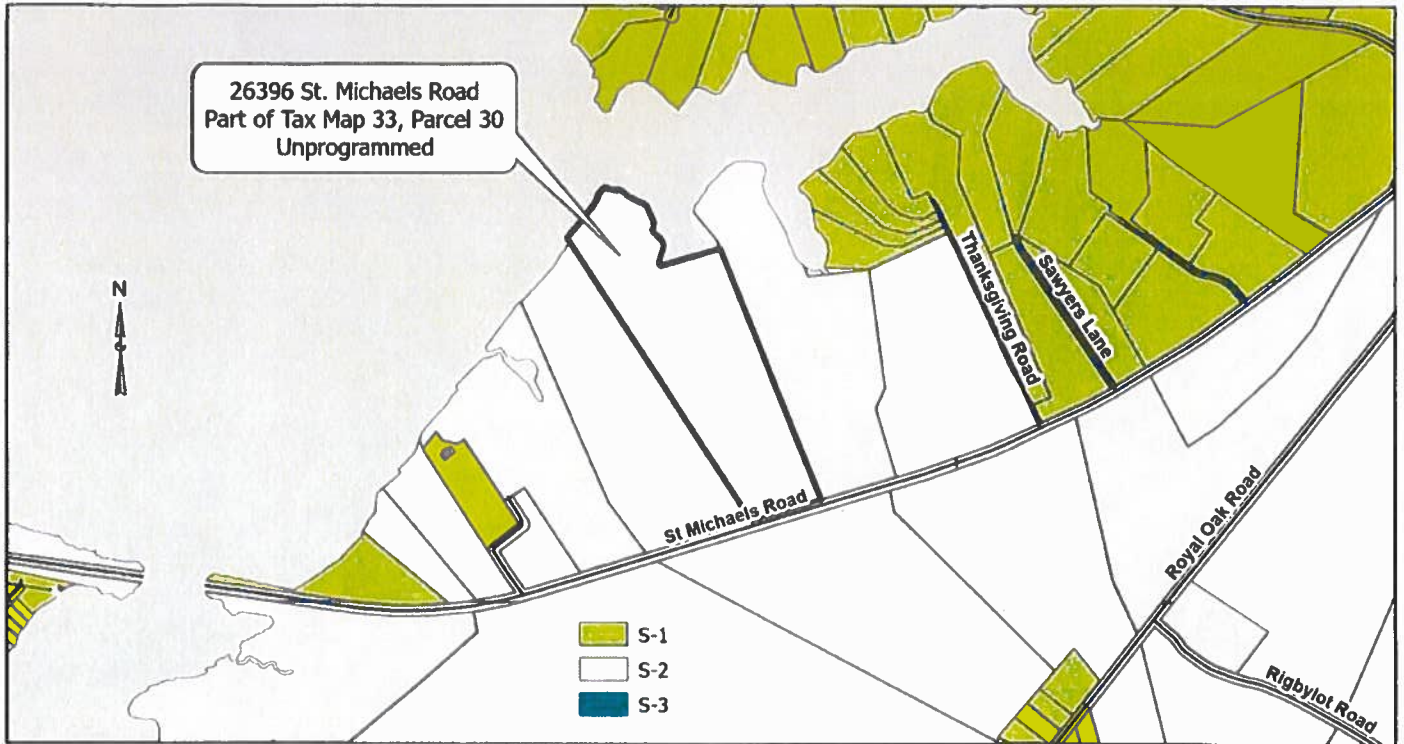 26396 St. Michaels Road
Part of Tax Map 33, Parcel 30
Unprogrammed
N
Thanksgiving Road
Sawyers Lane
St Michaels Road
Royal Oak Road
Rigbylot Road
S-1
S-2
S-3